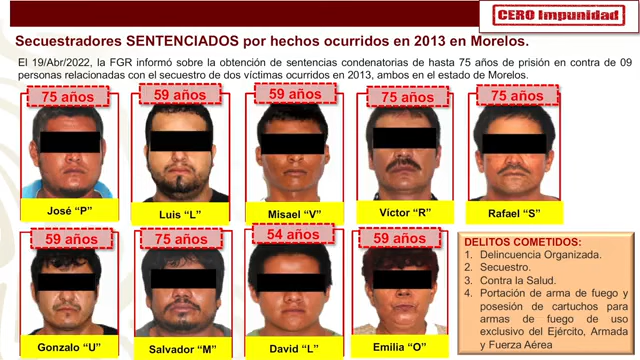 CERO Impunidad
Secuestradores SENTENCIADOS por hechos ocurridos en 2013 en Morelos.
El 19/Abr/2022, la FGR informó sobre la obtención de sentencias condenatorias de hasta 75 años de prisión en contra de 09
personas relacionadas con el secuestro de dos víctimas ocurridos en 2013, ambos en el estado de Morelos.
75 años
59 años
59 años
75 años
75 años
José “P”
Luis “L”
Misael “V”
Víctor “R”
Rafael “S”
59 años
75 años
54 años
59 años
Gonzalo “U”
Salvador “M”
David “L”
Emilia “O”
DELITOS COMETIDOS:
1. Delincuencia Organizada.
2. Secuestro.
3. Contra la Salud.
4. Portación de arma de fuego y
posesión de cartuchos para
armas de fuego de uso
exclusivo del Ejército, Armada
y Fuerza Aérea